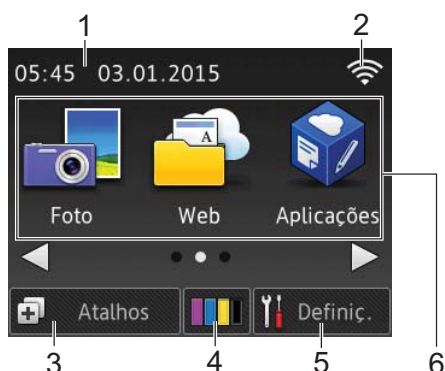 1 2
05:45 03.01.2015
A
Foto Web Aplicações
Atalhos Definiç.
3 4 5 6